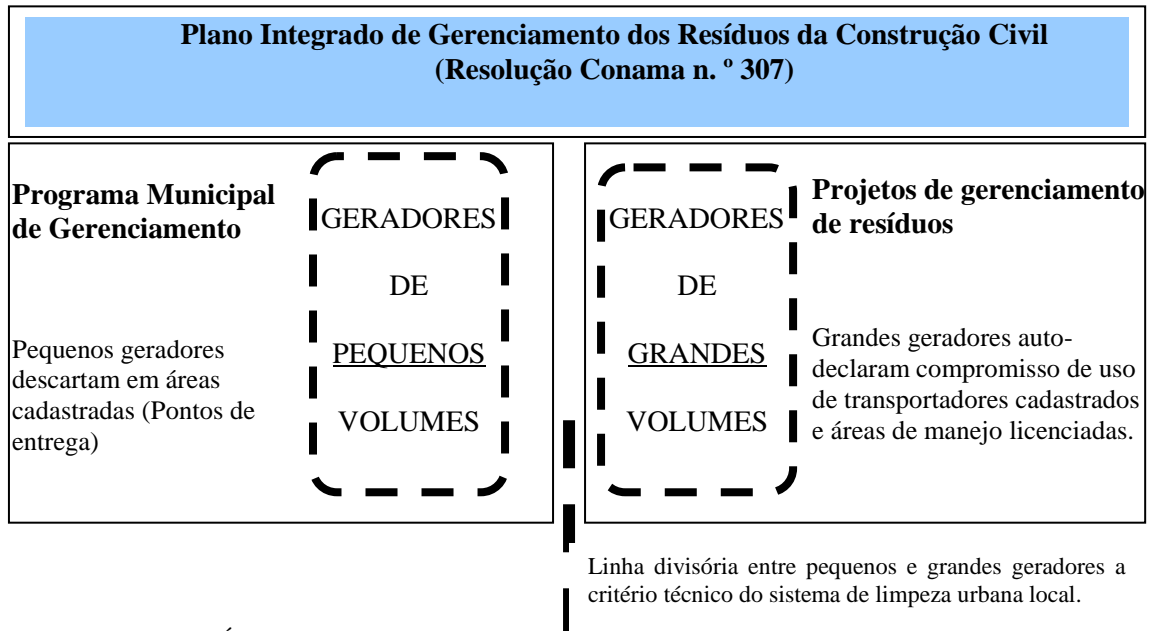 Plano Integrado de Gerenciamento dos Resíduos da Construção Civil
(Resolução Conama n. º 307)
Programa Municipal
de Gerenciamento
Pequenos geradores
descartam em áreas
cadastradas (Pontos de
entrega)
GERADORES
DE
PEQUENOS
VOLUMES
GERADORES
DE
GRANDES
VOLUMES
Projetos de gerenciamento
de resíduos
Grandes geradores auto-
declaram compromisso de uso
de transportadores cadastrados
e áreas de manejo licenciadas.
Linha divisória entre pequenos e grandes geradores a
critério técnico do sistema de limpeza urbana local.